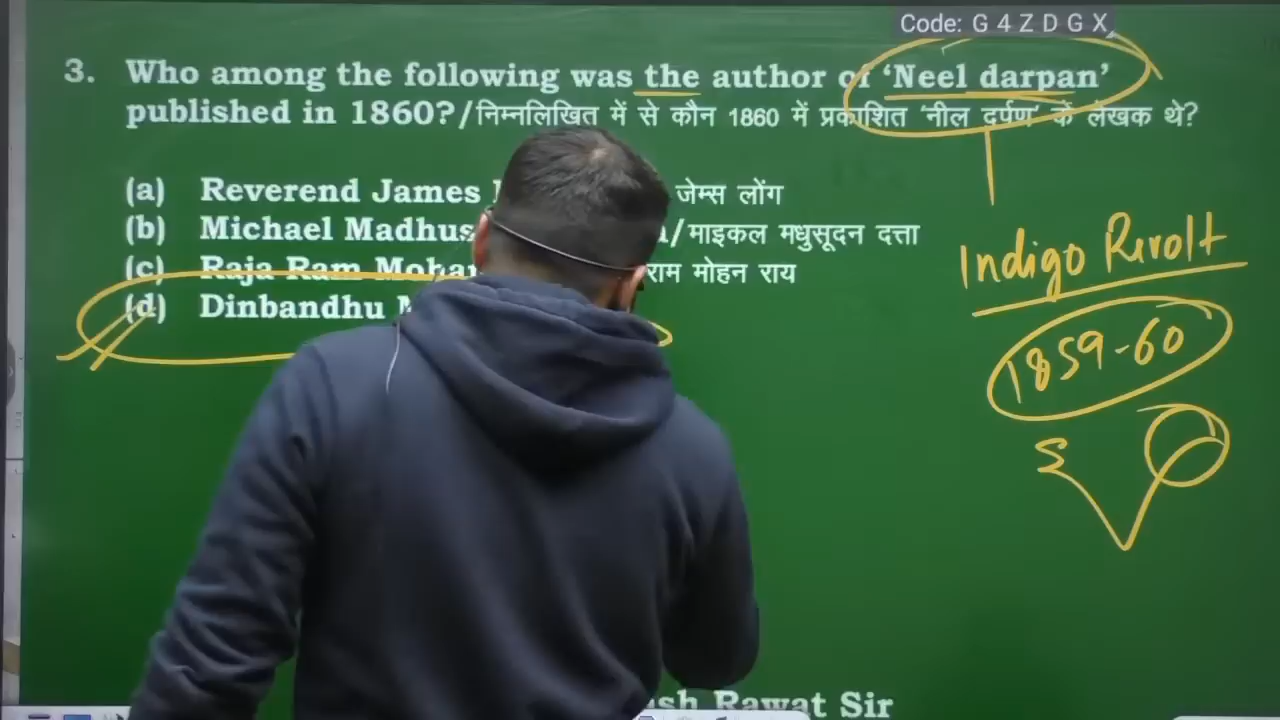 Code: G 4 Z D G X
3. Who among the following was the author of ‘Neel darpan’
published in 1860?/निम्नलिखित में से कौन 1860 में प्रकाशित ‘नील दर्पण’ के लेखक थे?
(a) Reverend James जेम्स लोंग
(b) Michael /माइकल मधुसूदन दत्ता
(c) Raja Ram राम मोहन राय
(d) Dinbandhu
Indigo Revolt
1859-60
Rawat Sir